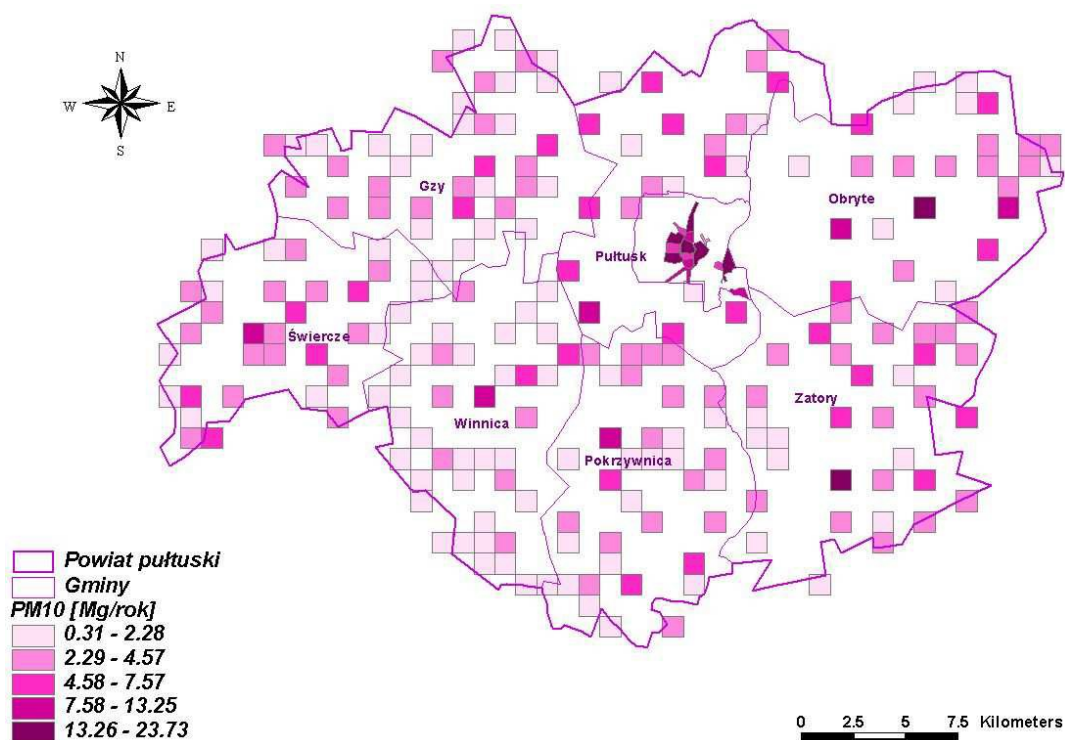 N
W E
S
Gzy
Obryte
Pułtusk
Świercze
Zatory
Winnica
Pokrzywnica
Powiat pułtuski
Gminy
PM10 [Mg/rok]
0.31 - 2.28
2.29 - 4.57
4.58 - 7.57
7.58 - 13.25
13.26 - 23.73
0 2.5 5 7.5 Kilometers